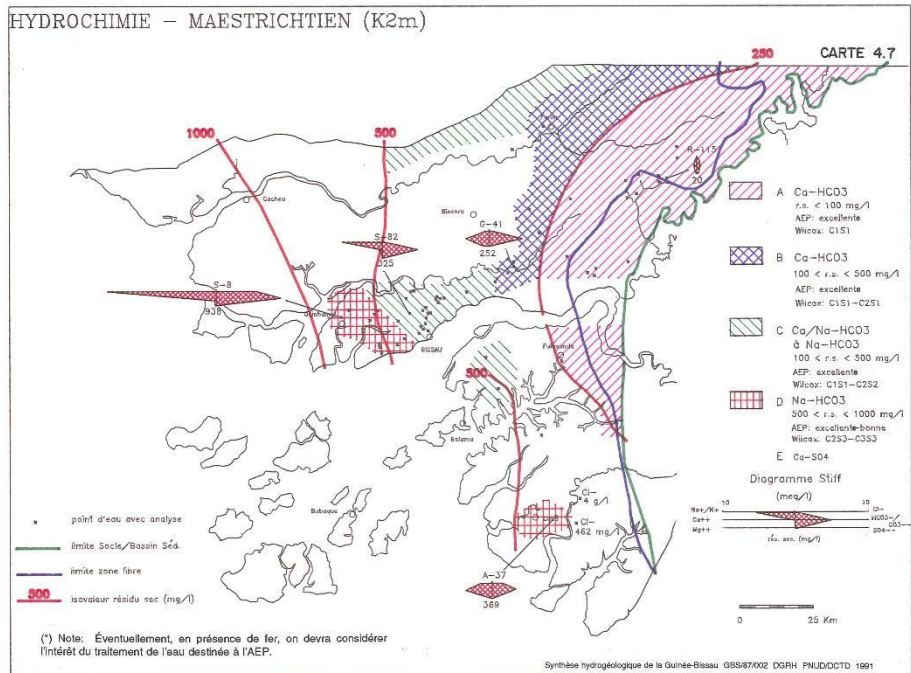 HYDROCHIMIE – MAESTRICHTIEN (K2m)
CARTE 4.7
250
1000
500
R-115
20
Cacheu
Bissora
G-41
252
S-82
325
S-8
938
BISSAU
500
Bolama
Bubaque
Cl-
4 g/l
Cl-
462 mg/l
A-37
369
A Ca-HCO3
r.s. < 100 mg/l
AEP: excellente
Wilcox: C1S1
B Ca-HCO3
100 < r.s. < 500 mg/l
AEP: excellente
Wilcox: C1S1-C2S1
C Ca/Na-HCO3
à Na-HCO3
100 < r.s. < 500 mg/l
AEP: excellente
Wilcox: C1S1-C2S2
D Na-HCO3
500 < r.s. < 1000 mg/l
AEP: excellente-bonne
Wilcox: C2S3-C3S3
E Ca-SO4
Diagramme Stiff
(meq/l)
10 10
Na+/K+ Cl-
Ca++ HCO3-/CO3--
Mg++ SO4--
rés. sec. (mg/l)
point d'eau avec analyse
limite Socle/Bassin Séd.
limite zone libre
500 isovaleur résidu sec (mg/l)
0 25 Km
(*) Note: Éventuellement, en présence de fer, on devra considérer
l'intérêt du traitement de l'eau destinée à l'AEP.
Synthèse hydrogéologique de la Guinée-Bissau GBS/87/002 DGRH PNUD/DCTD 1991